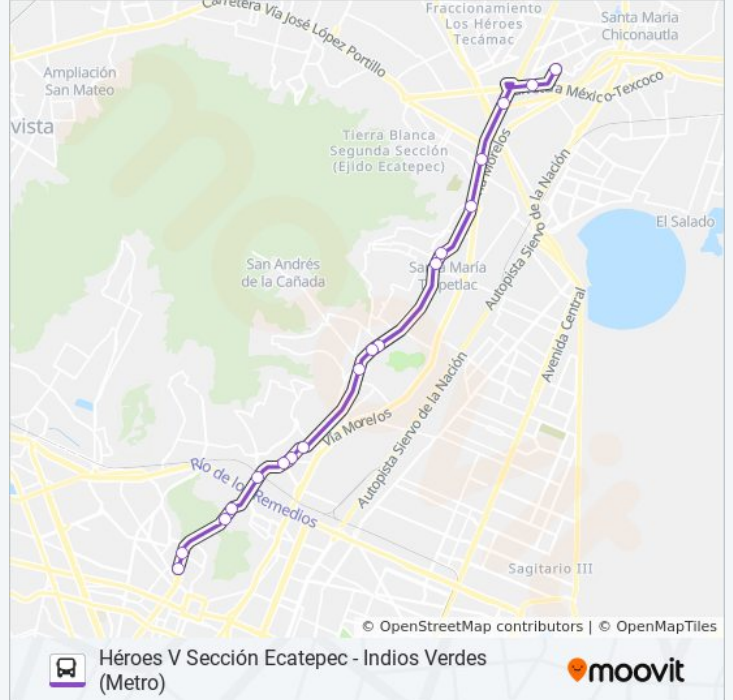 Carretera Vía José López Portillo
Fraccionamiento
Los Héroes
Tecámac
Santa María
Chiconautla
Ampliación
San Mateo
México-Texcoco
vista
Tierra Blanca
Segunda Sección
(Ejido Ecatepec)
Morelos
Autopista Siervo de la Nación
El Salado
San Andrés
de la Cañada
María
Avenida Central
Vía Morelos
Autopista Siervo de la Nación
Río de los Remedios
Sagitario III
© OpenStreetMap contributors | © OpenMapTiles
Héroes V Sección Ecatepec - Indios Verdes
(Metro)
moovit